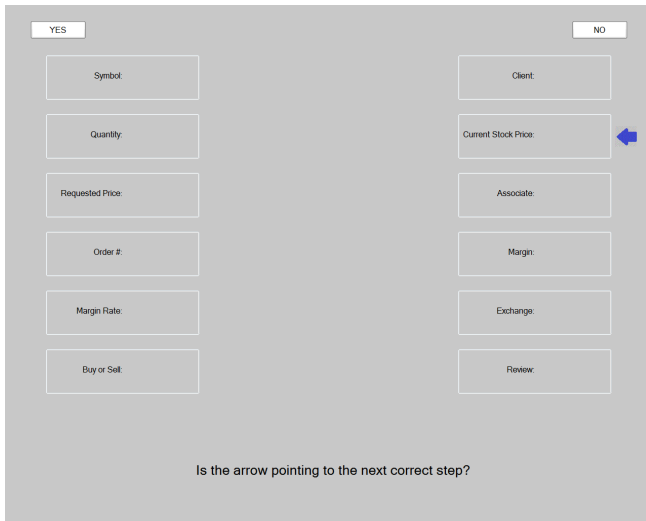 YES
NO
Symbol:
Client:
Quantity:
Current Stock Price:
Requested Price:
Associate:
Order #:
Margin:
Margin Rate:
Exchange:
Buy or Sell:
Review:
Is the arrow pointing to the next correct step?